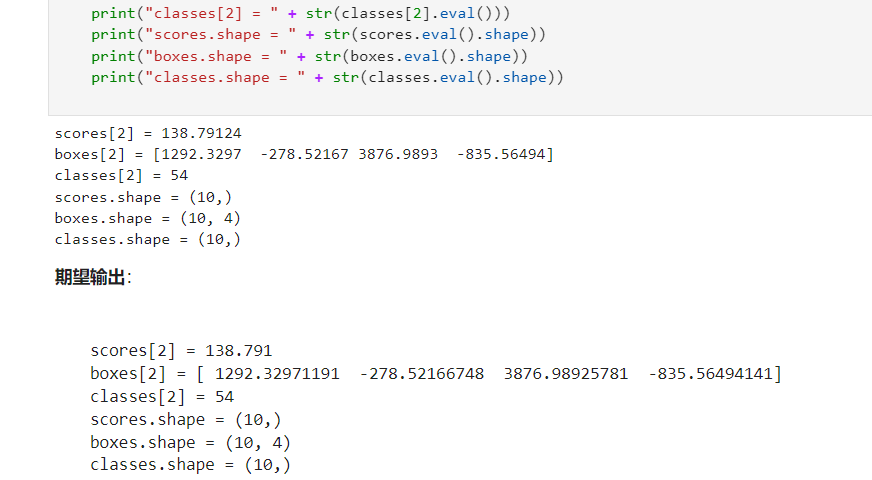 print("classes[2] = " + str(classes[2].eval()))
print("scores.shape = " + str(scores.eval().shape))
print("boxes.shape = " + str(boxes.eval().shape))
print("classes.shape = " + str(classes.eval().shape))
scores[2] = 138.79124
boxes[2] = [1292.3297  -278.52167 3876.9893  -835.56494]
classes[2] = 54
scores.shape = (10,)
boxes.shape = (10, 4)
classes.shape = (10,)
期望输出:
scores[2] = 138.791
boxes[2] = [ 1292.32971191  -278.52166748  3876.98925781  -835.56494141]
classes[2] = 54
scores.shape = (10,)
boxes.shape = (10, 4)
classes.shape = (10,)